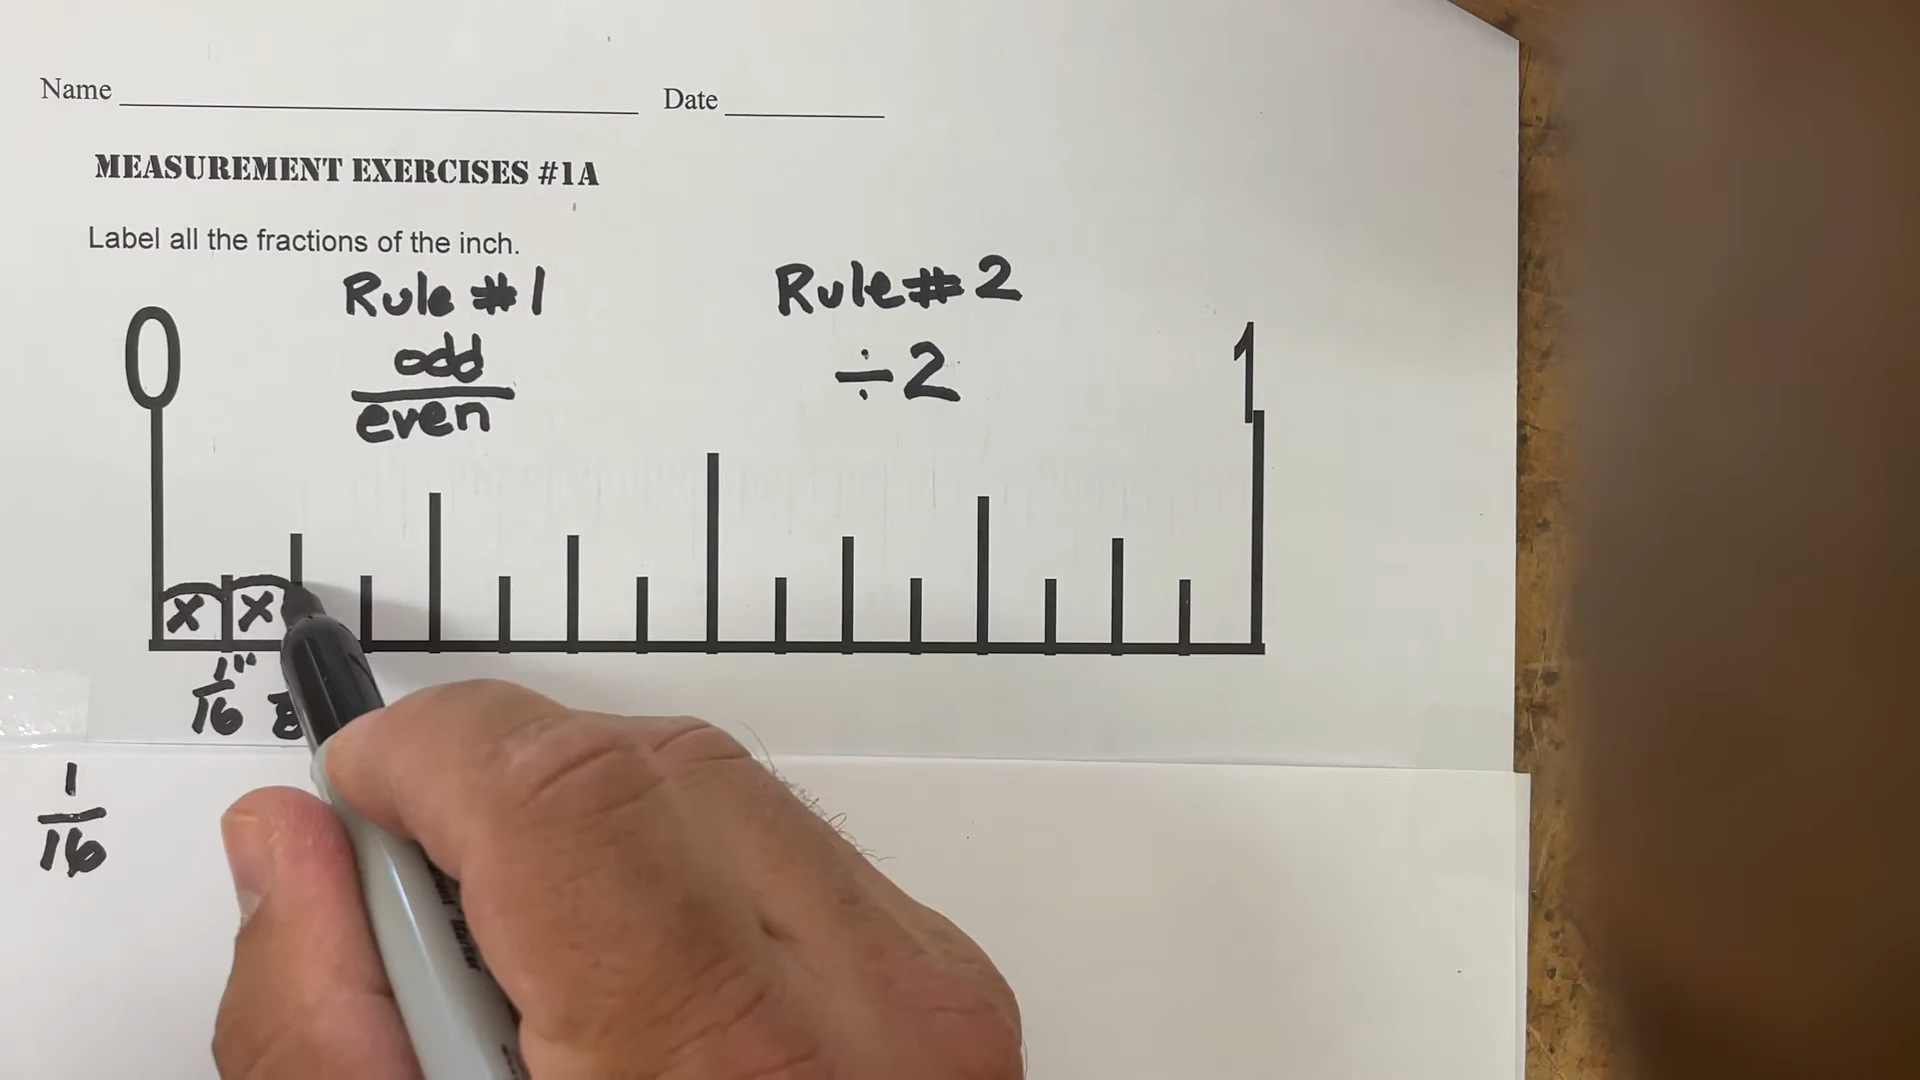 Name Date
MEASUREMENT EXERCISES #1A
Label all the fractions of the inch.
Rule #1
odd
even
Rule #2
÷2
0
1
x x
1"
16
1
16